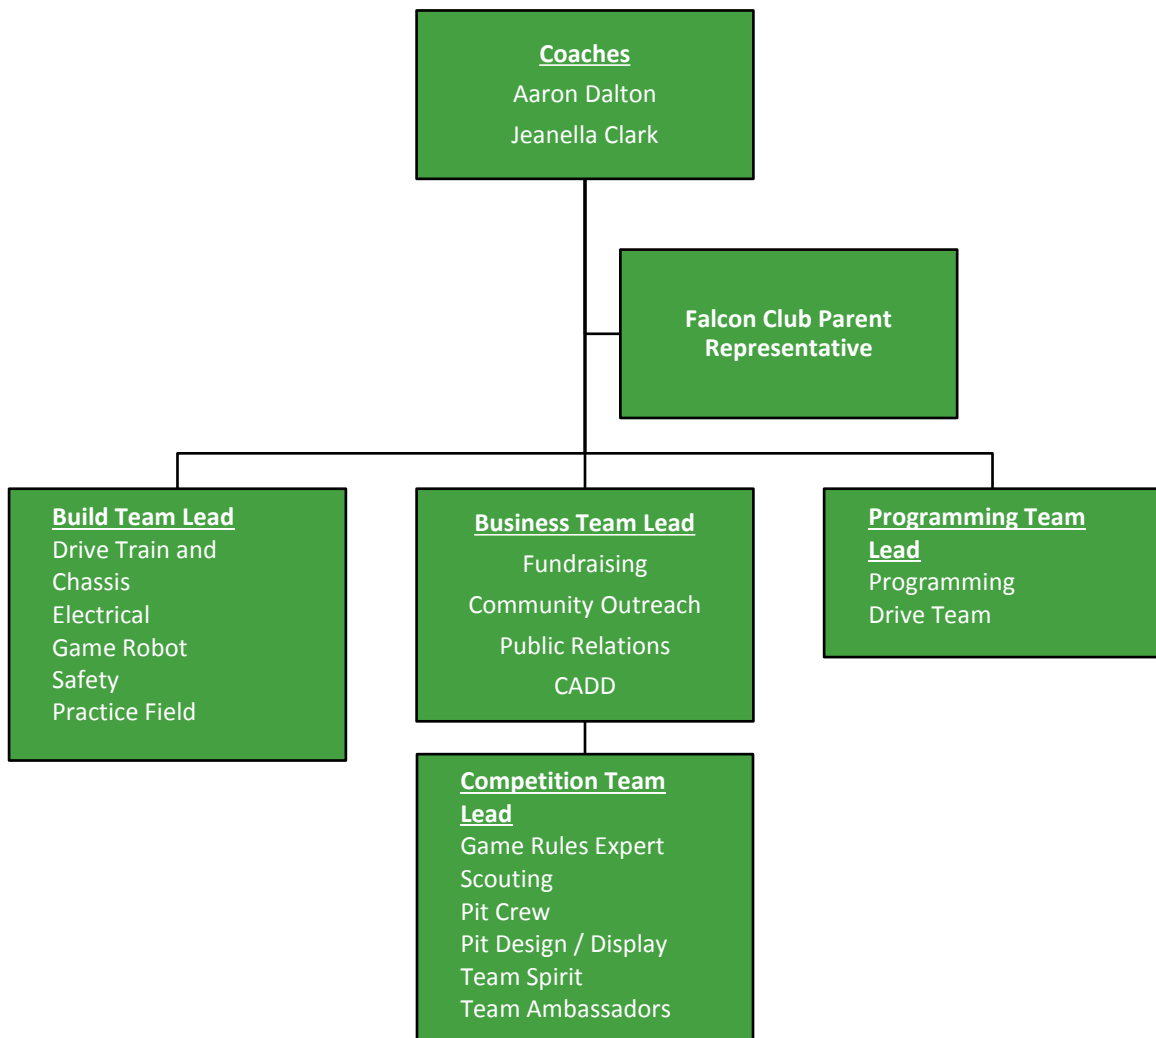 Coaches
Aaron Dalton
Jeanella Clark
Falcon Club Parent
Representative
Build Team Lead
Drive Train and
Chassis
Electrical
Game Robot
Safety
Practice Field
Business Team Lead
Fundraising
Community Outreach
Public Relations
CADD
Programming Team
Lead
Programming
Drive Team
Competition Team
Lead
Game Rules Expert
Scouting
Pit Crew
Pit Design / Display
Team Spirit
Team Ambassadors